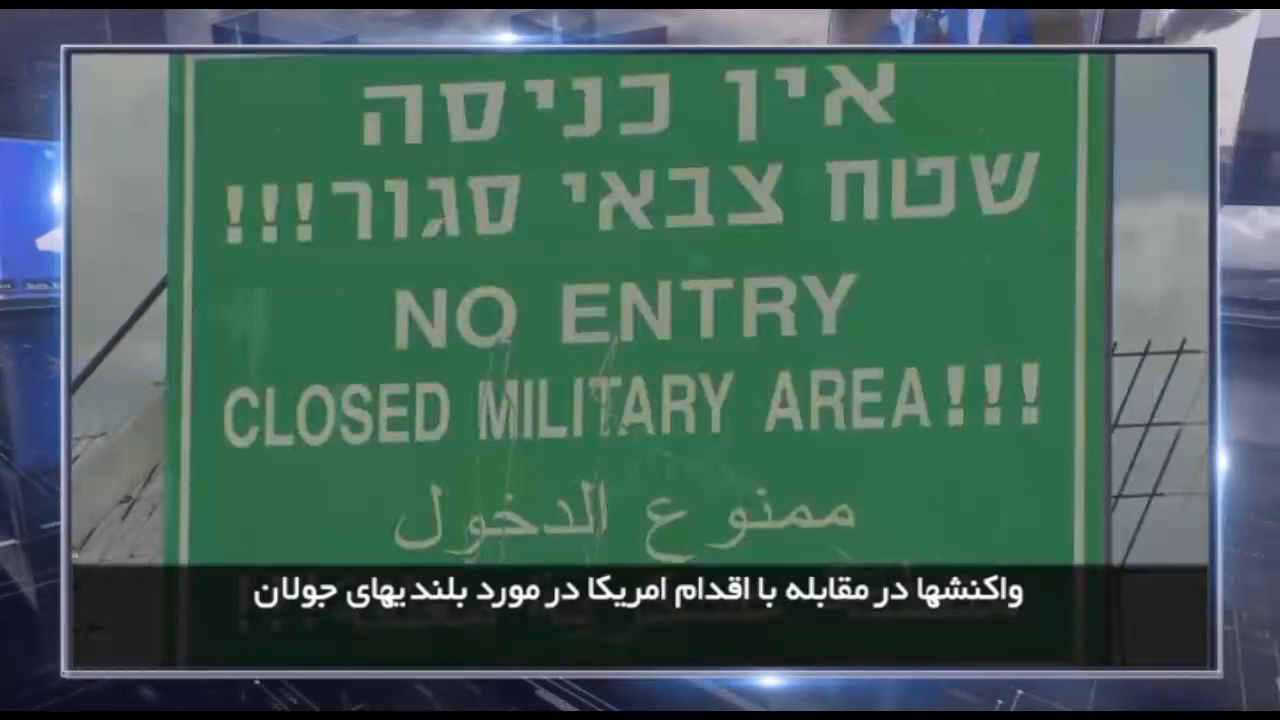 אין כניסה
שטח צבאי סגור!!!
NO ENTRY
CLOSED MILITARY AREA!!!
ممنوع الدخول
واکنشها در مقابله با اقدام امریکا در مورد بلندیهای جولان